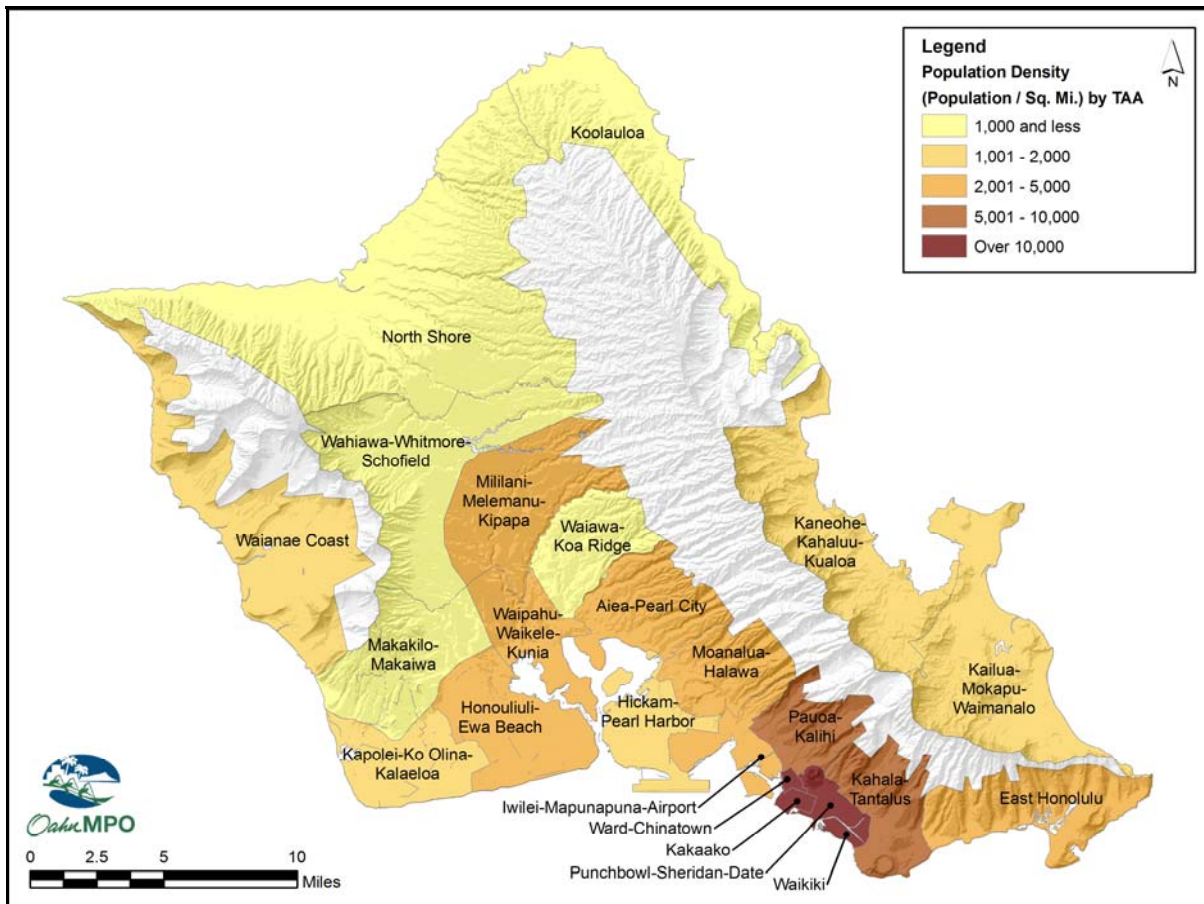 Legend
Population Density
(Population / Sq. Mi.) by TAA
1,000 and less
1,001 - 2,000
2,001 - 5,000
5,001 - 10,000
Over 10,000
N
Koolauloa
North Shore
Wahiawa-Whitmore-
Schofield
Mililani-
Melemanu-
Kipapa
Waiawa-
Koa Ridge
Waianae Coast
Kaneohe-
Kahaluu-
Kualoa
Aiea-Pearl City
Waipahu-
Waikele-
Kunia
Makakilo-
Makaiwa
Moanalua-
Halawa
Kailua-
Mokapu-
Waimanalo
Honouliuli-
Ewa Beach
Hickam-
Pearl Harbor
Pauoa-
Kalihi
Kapolei-Ko Olina-
Kalaeloa
Kahala-
Tantalus
East Honolulu
Iwilei-Mapunapuna-Airport
Ward-Chinatown
Kakaako
Punchbowl-Sheridan-Date
Waikiki
OahuMPO
0 2.5 5 10
Miles